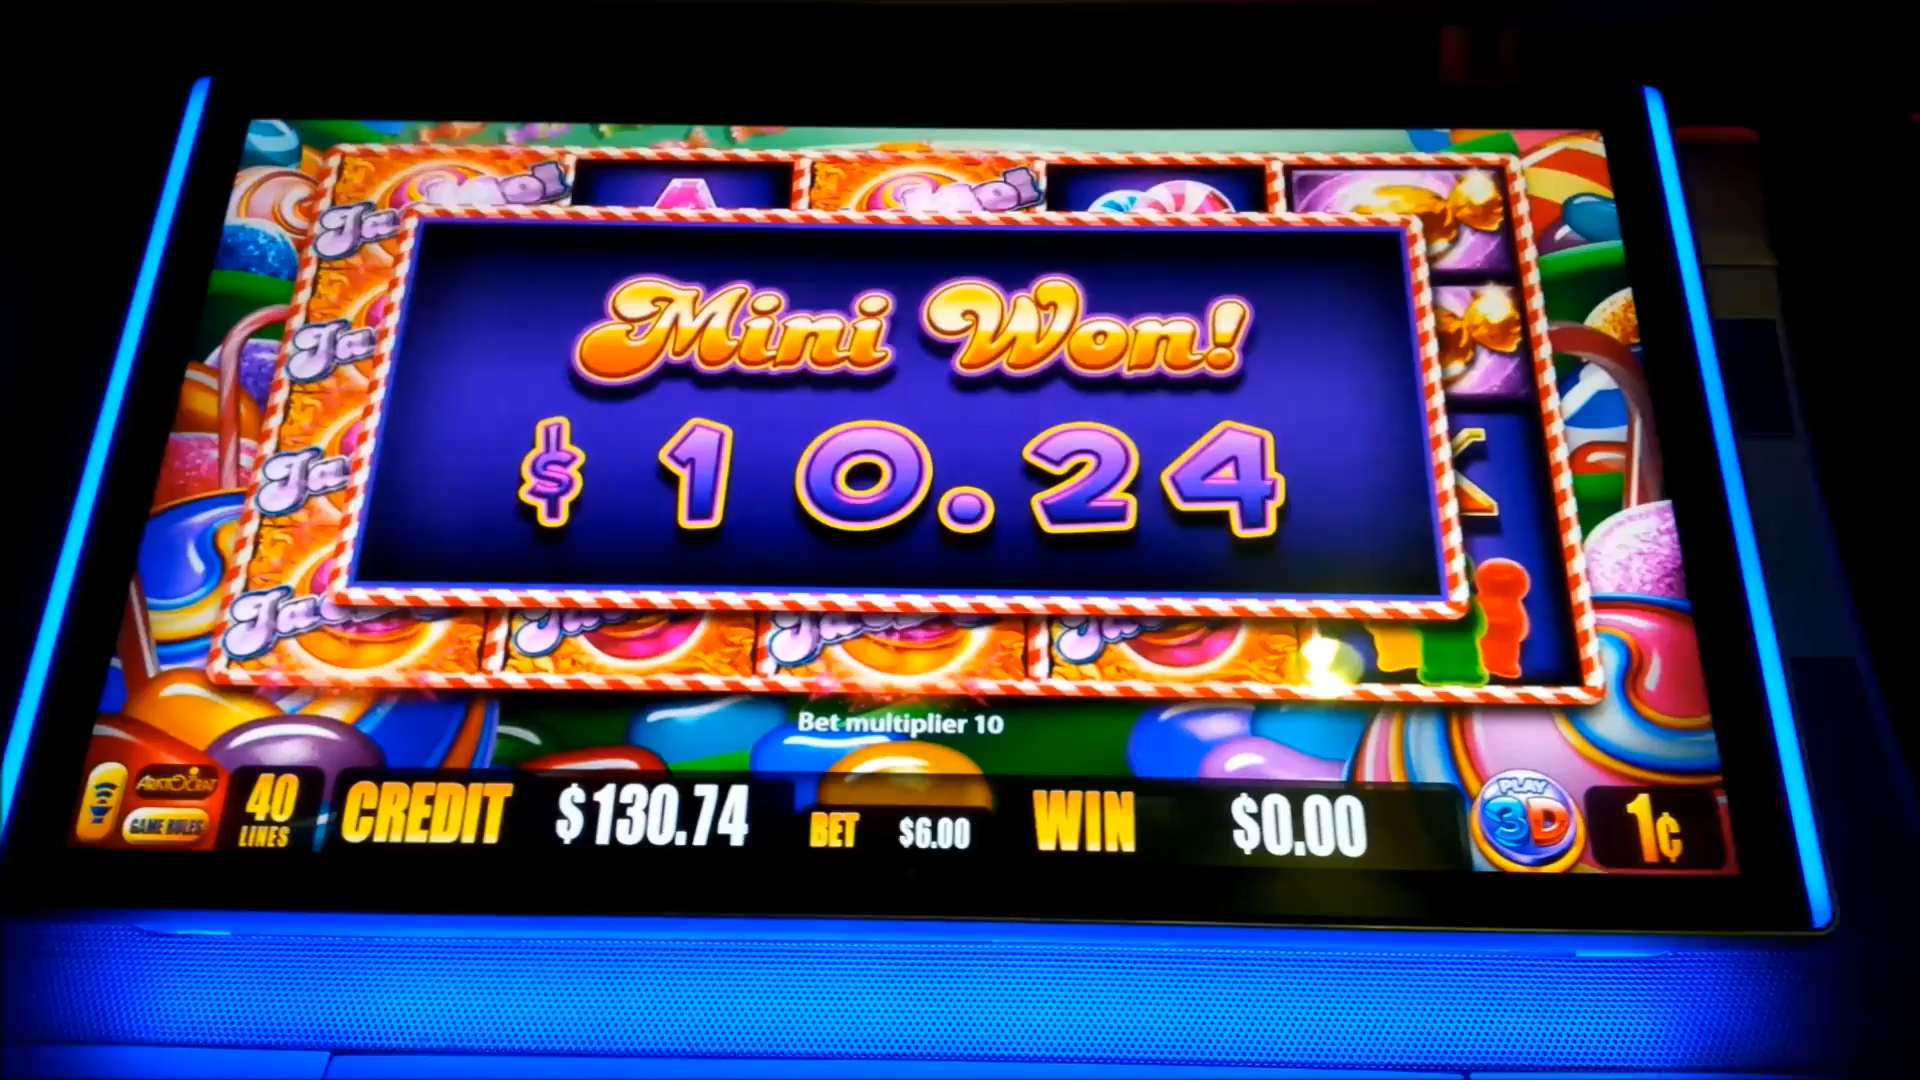 Mini Won!
$ 10.24
K
Bet multiplier 10
ARISTOCRAT
GAME RULES
40
LINES
CREDIT $130.74
BET $6.00
WIN $0.00
PLAY
3D
1¢